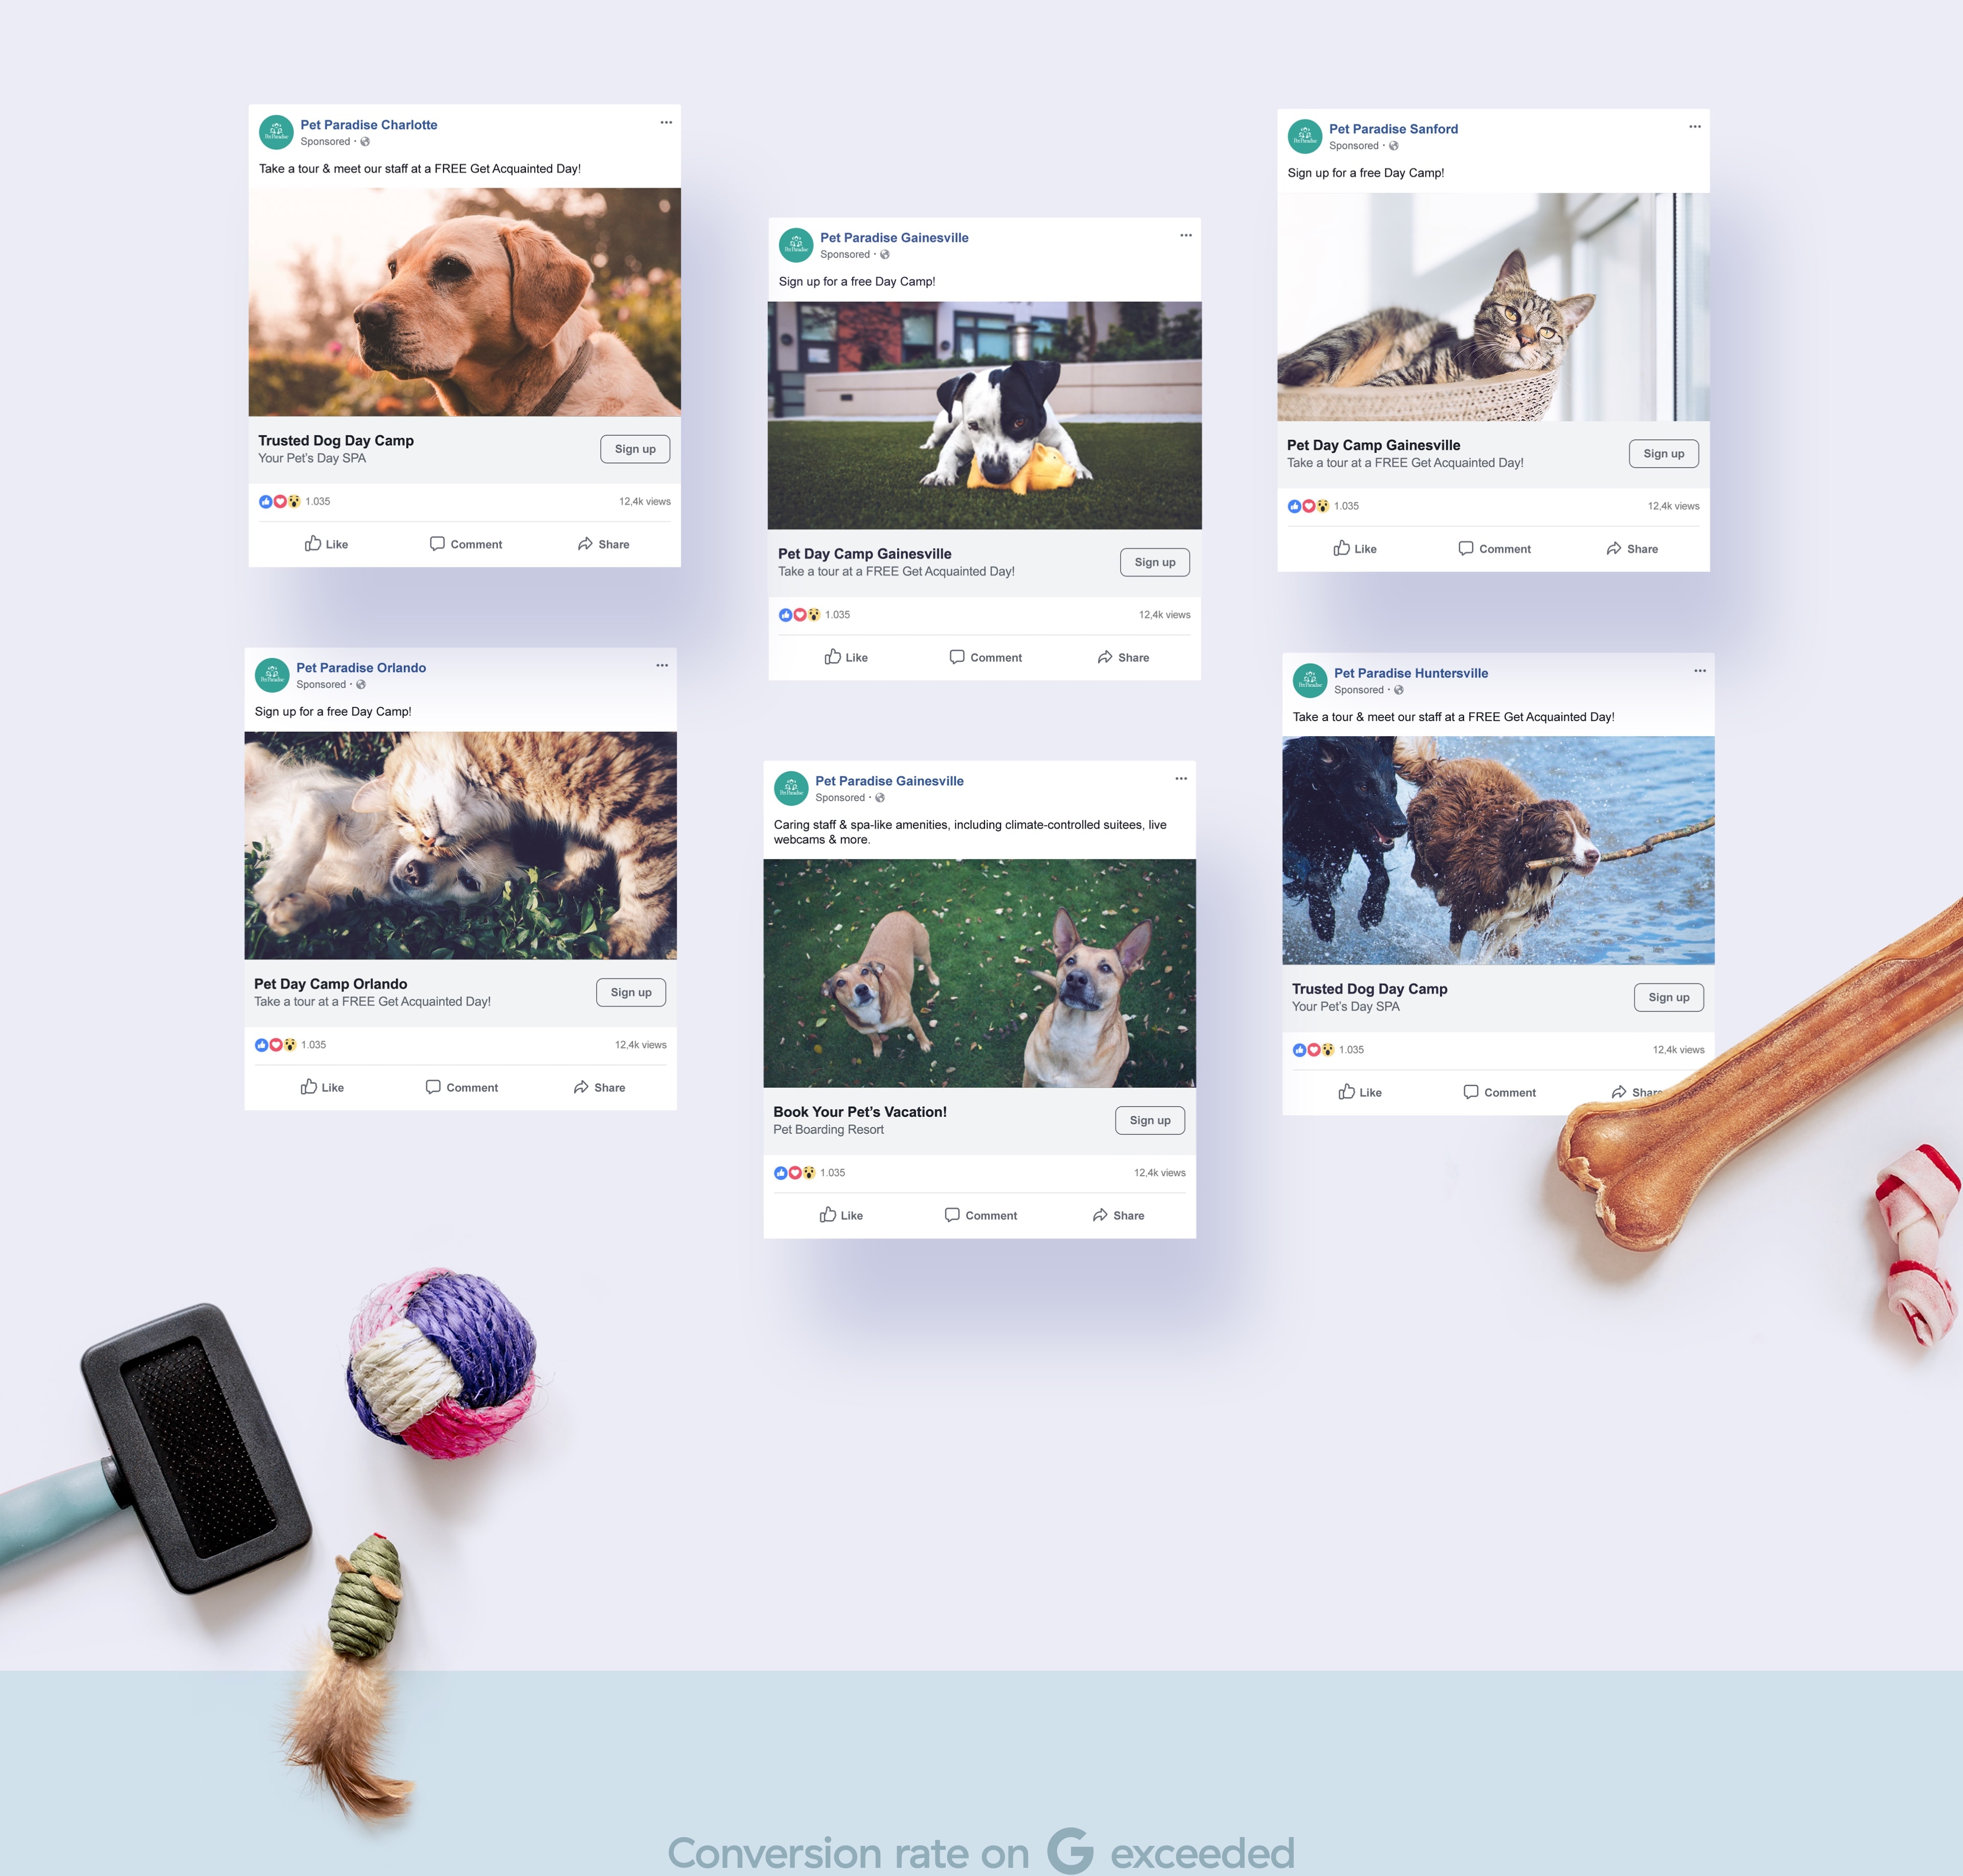 Pet Paradise Charlotte
Sponsored ·
Take a tour & meet our staff at a FREE Get Acquainted Day!
Trusted Dog Day Camp
Your Pet's Day SPA
Sign up
1.035
12,4k views
Like
Comment
Share
Pet Paradise Gainesville
Sponsored ·
Sign up for a free Day Camp!
Pet Day Camp Gainesville
Take a tour at a FREE Get Acquainted Day!
Sign up
1.035
12,4k views
Like
Comment
Share
Pet Paradise Sanford
Sponsored ·
Sign up for a free Day Camp!
Pet Day Camp Gainesville
Take a tour at a FREE Get Acquainted Day!
Sign up
1.035
12,4k views
Like
Comment
Share
Pet Paradise Orlando
Sponsored ·
Sign up for a free Day Camp!
Pet Day Camp Orlando
Take a tour at a FREE Get Acquainted Day!
Sign up
1.035
12,4k views
Like
Comment
Share
Pet Paradise Gainesville
Sponsored ·
Caring staff & spa-like amenities, including climate-controlled suitees, live
webcams & more.
Book Your Pet's Vacation!
Pet Boarding Resort
Sign up
1.035
12,4k views
Like
Comment
Share
Pet Paradise Huntersville
Sponsored ·
Take a tour & meet our staff at a FREE Get Acquainted Day!
Trusted Dog Day Camp
Your Pet's Day SPA
Sign up
1.035
12,4k views
Like
Comment
Share
Conversion rate on G exceeded